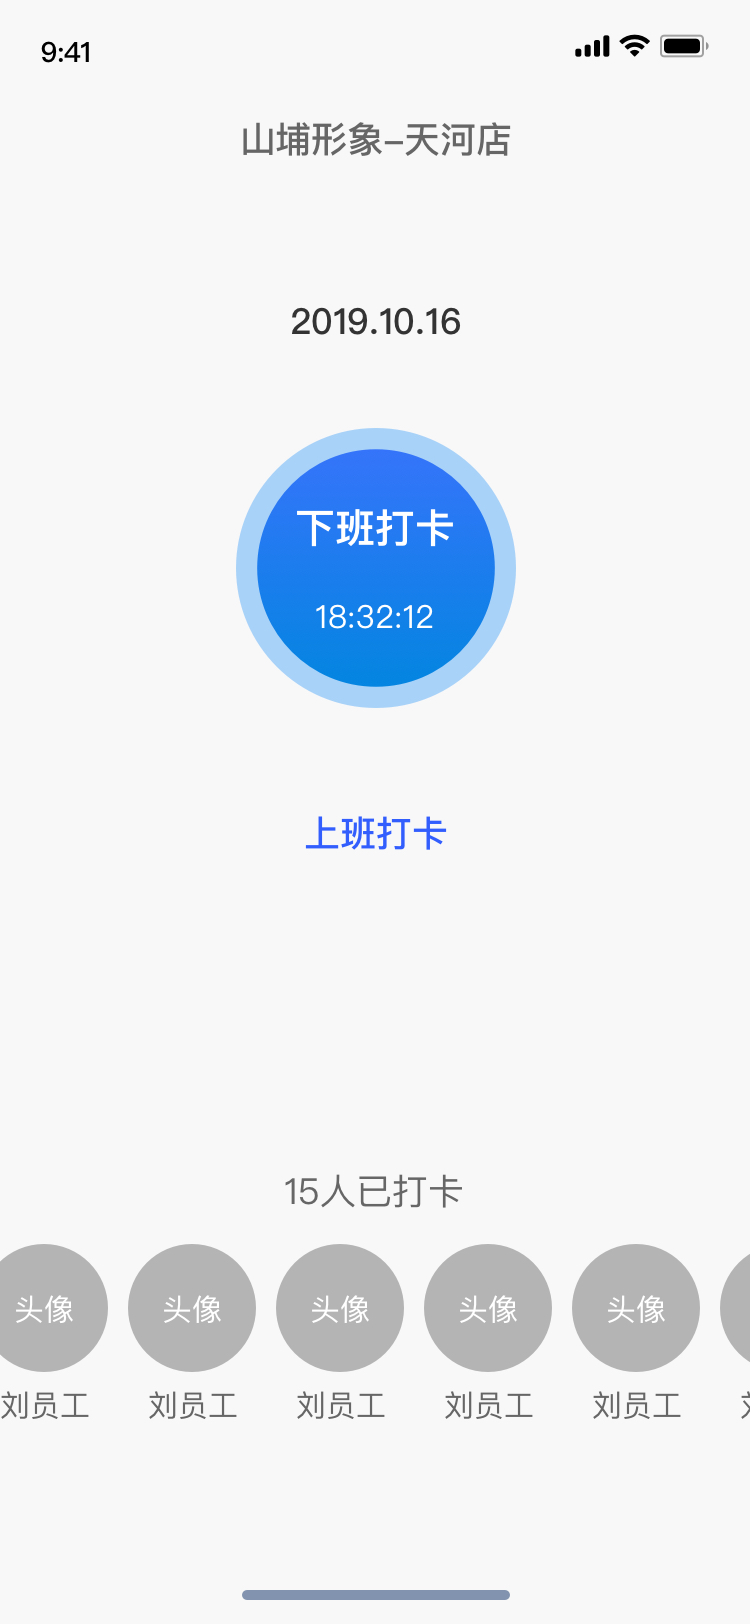 9:41
山埔形象–天河店
2019.10.16
下班打卡
18:32:12
上班打卡
15人已打卡
头像 头像 头像 头像 头像
刘员工 刘员工 刘员工 刘员工 刘员工